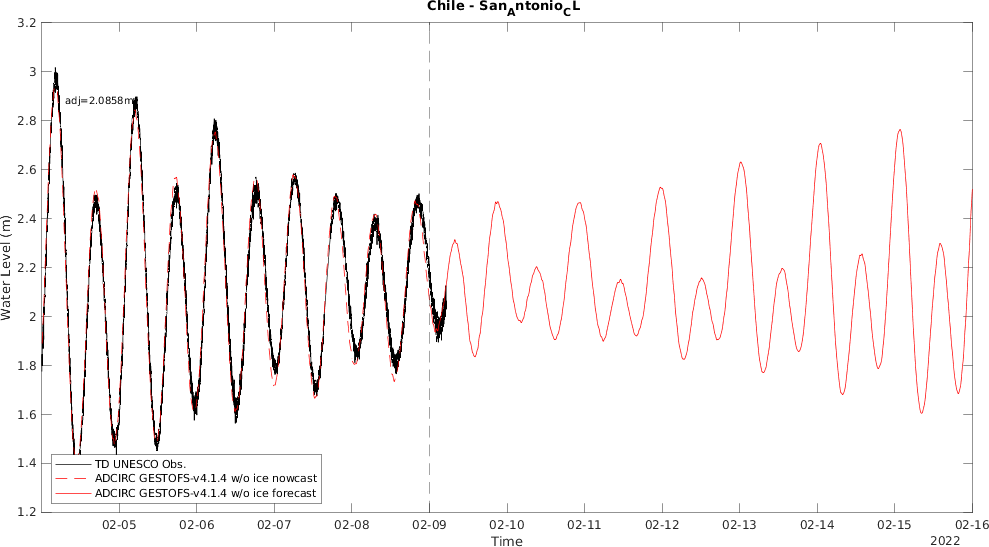 Chile - San_Antonio_CL
3.2
3
2.8
2.6
2.4
2.2
2
1.8
1.6
1.4
1.2
Water Level (m)
adj=2.0858m
TD UNESCO Obs.
ADCIRC GESTOFS-v4.1.4 w/o ice nowcast
ADCIRC GESTOFS-v4.1.4 w/o ice forecast
02-05 02-06 02-07 02-08 02-09 02-10 02-11 02-12 02-13 02-14 02-15 02-16
Time
2022